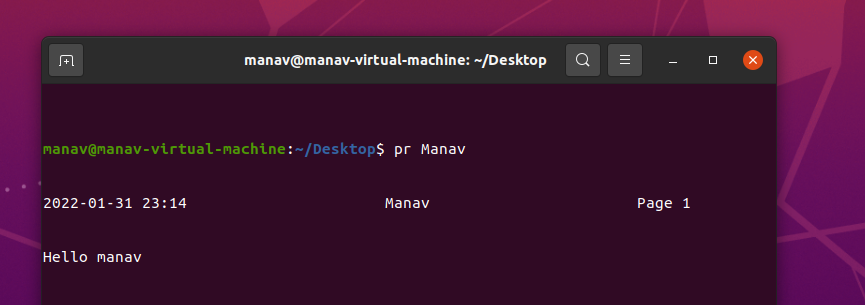 manav@manav-virtual-machine: ~/Desktop
manav@manav-virtual-machine:~/Desktop$ pr Manav
2022-01-31 23:14 Manav Page 1
Hello manav